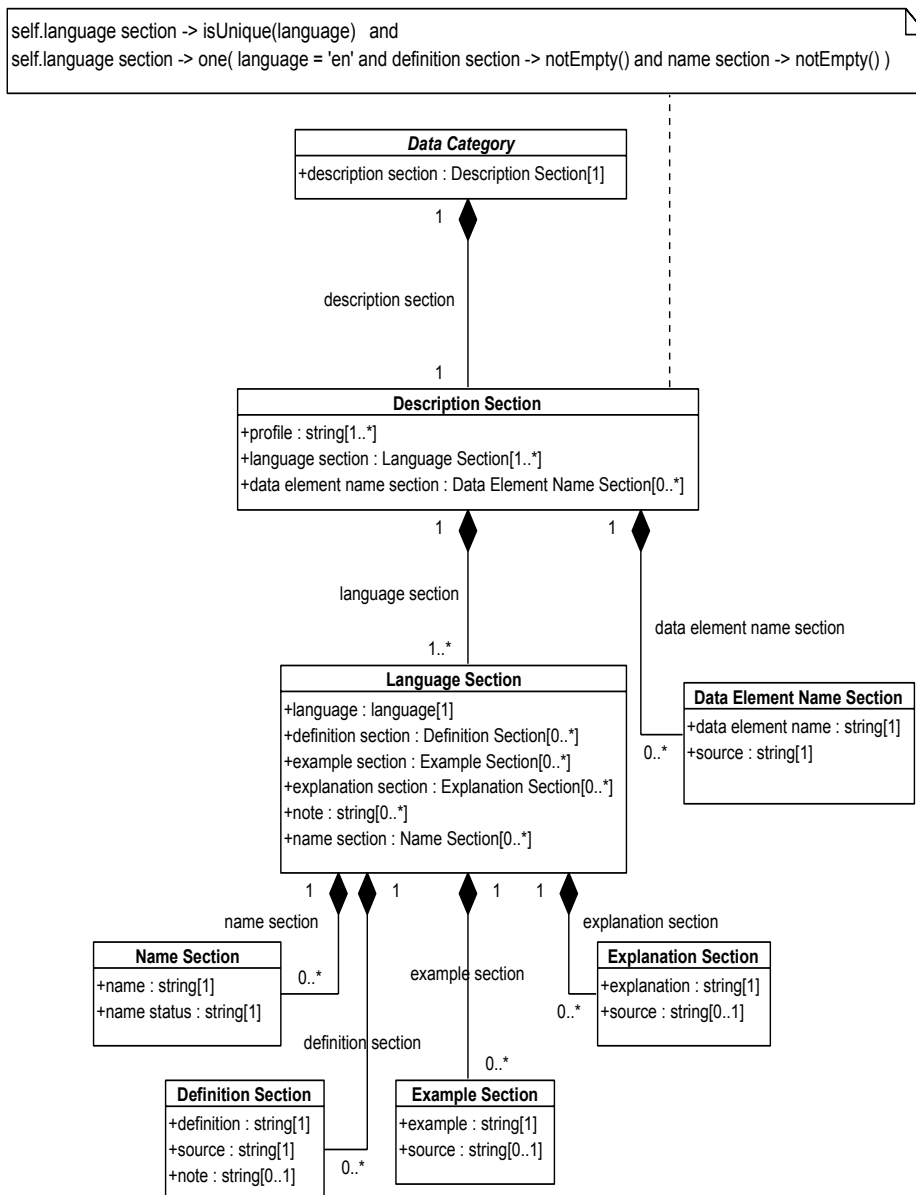 self.language section -> isUnique(language) and
self.language section -> one( language = 'en' and definition section -> notEmpty() and name section -> notEmpty() )
Data Category
+description section : Description Section[1]
1
description section
1
Description Section
+profile : string[1..*]
+language section : Language Section[1..*]
+data element name section : Data Element Name Section[0..*]
1
1
language section
data element name section
1..*
Language Section
+language : language[1]
+definition section : Definition Section[0..*]
+example section : Example Section[0..*]
+explanation section : Explanation Section[0..*]
+note : string[0..*]
+name section : Name Section[0..*]
Data Element Name Section
+data element name : string[1]
+source : string[1]
0..*
1
1
1
1
name section
explanation section
Name Section
+name : string[1]
+name status : string[1]
0..*
example section
Explanation Section
+explanation : string[1]
+source : string[0..1]
0..*
definition section
0..*
Definition Section
+definition : string[1]
+source : string[1]
+note : string[0..1]
0..*
Example Section
+example : string[1]
+source : string[0..1]